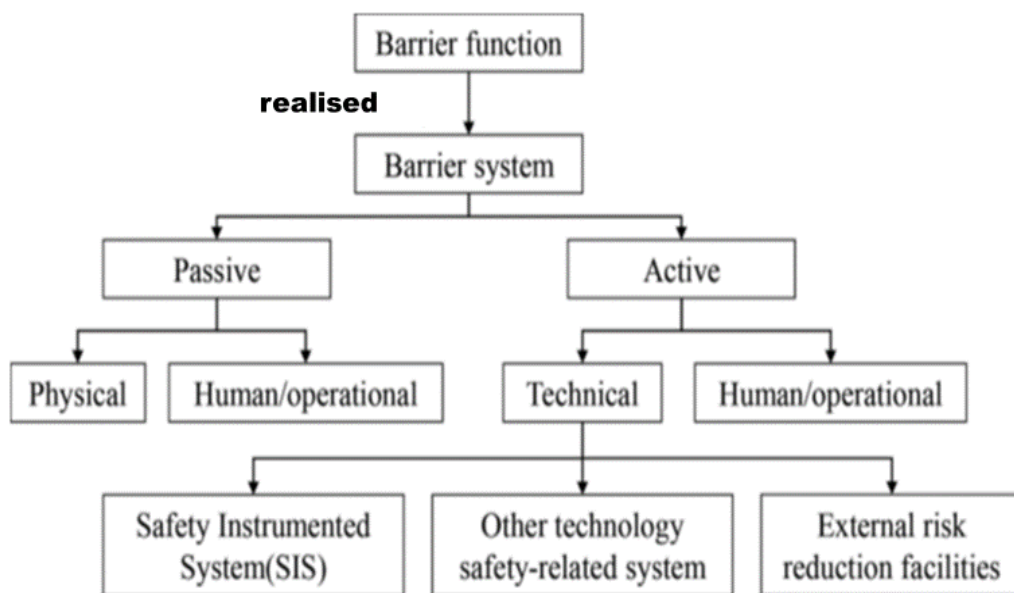 Barrier function
realised
Barrier system
Passive
Active
Physical
Human/operational
Technical
Human/operational
Safety Instrumented
System(SIS)
Other technology
safety-related system
External risk
reduction facilities